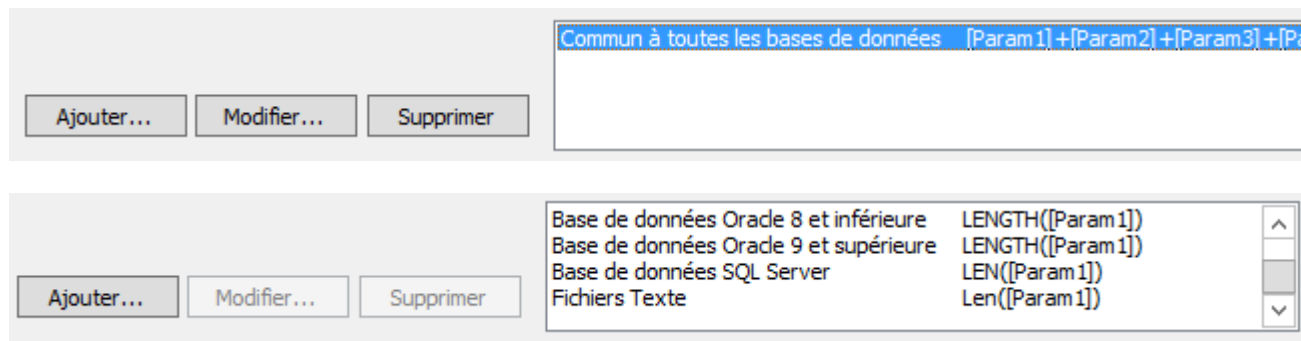 Commun à toutes les bases de données [Param1]+[Param2]+[Param3]+[Pa
Ajouter... Modifier... Supprimer
Base de données Oracle 8 et inférieure LENGTH([Param1])
Base de données Oracle 9 et supérieure LENGTH([Param1])
Base de données SQL Server LEN([Param1])
Fichiers Texte Len([Param1])
Ajouter... Modifier... Supprimer